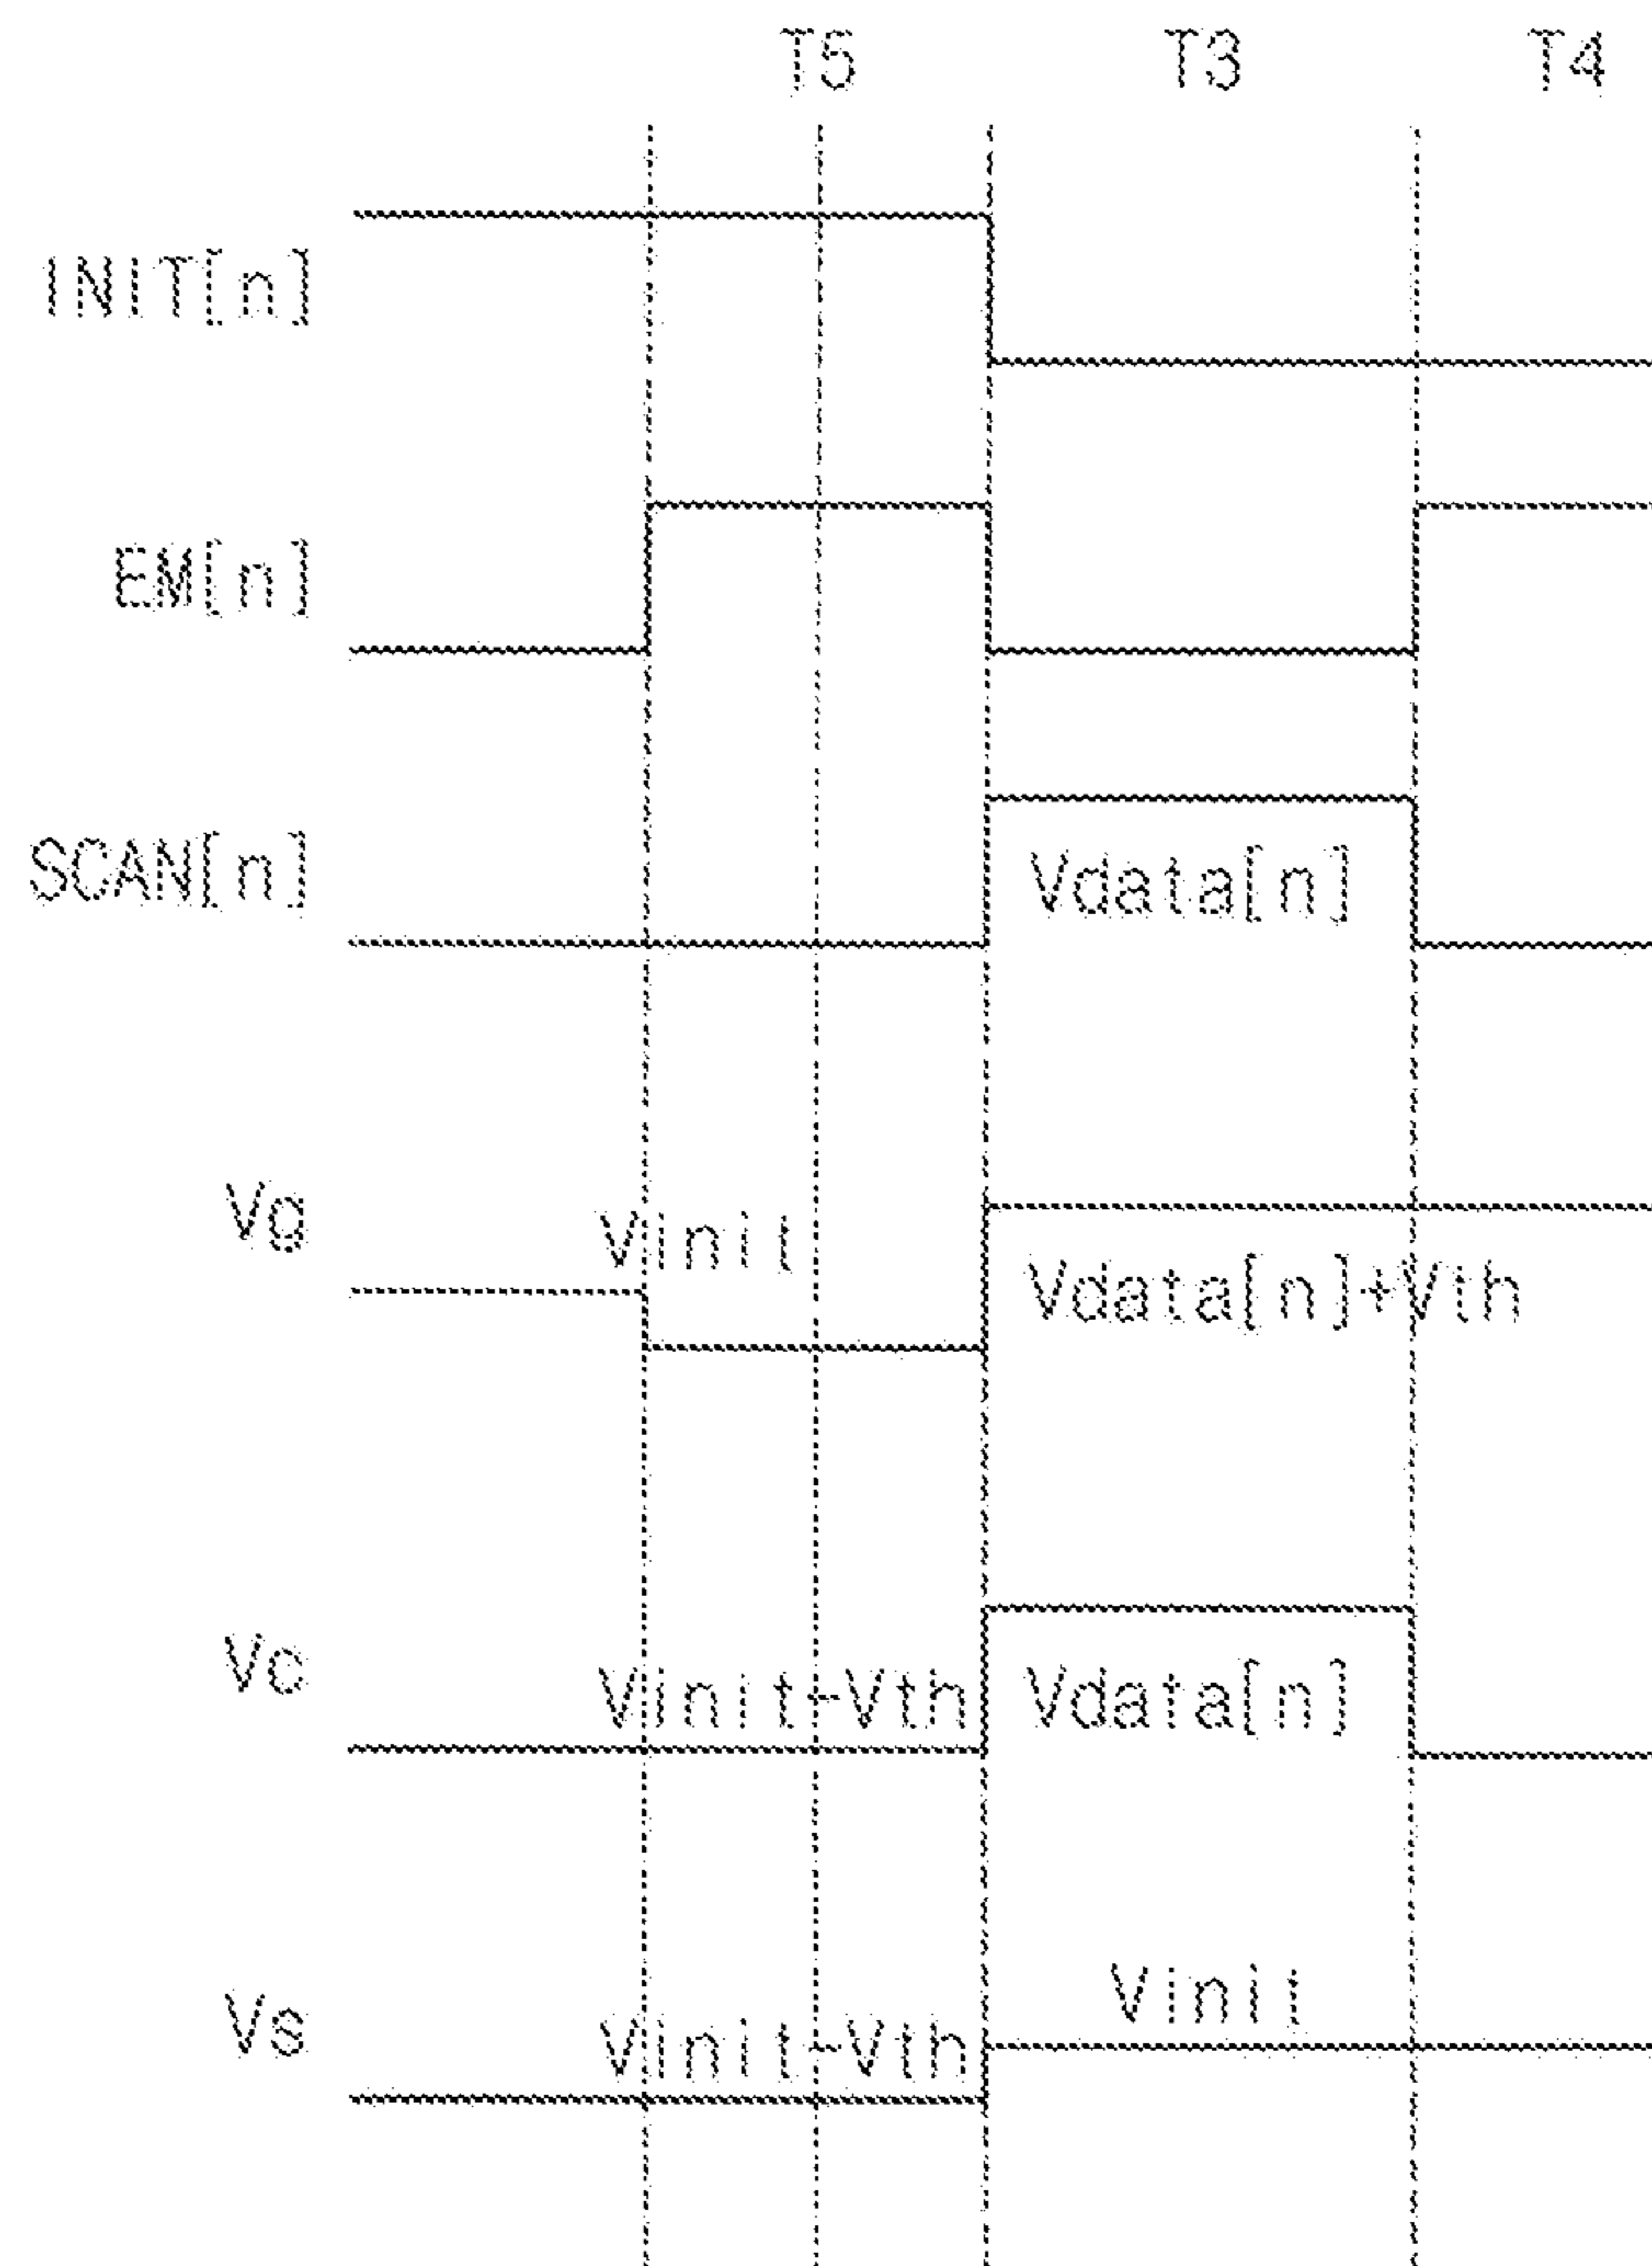 T5 T3 T4
INIT[n]
EM[n]
SCAN[n]
Vdata[n]
Vg
Vinit
Vdata[n]+Vth
Vc
Vinit-Vth
Vdata[n]
Vs
Vinit-Vth
Vinit